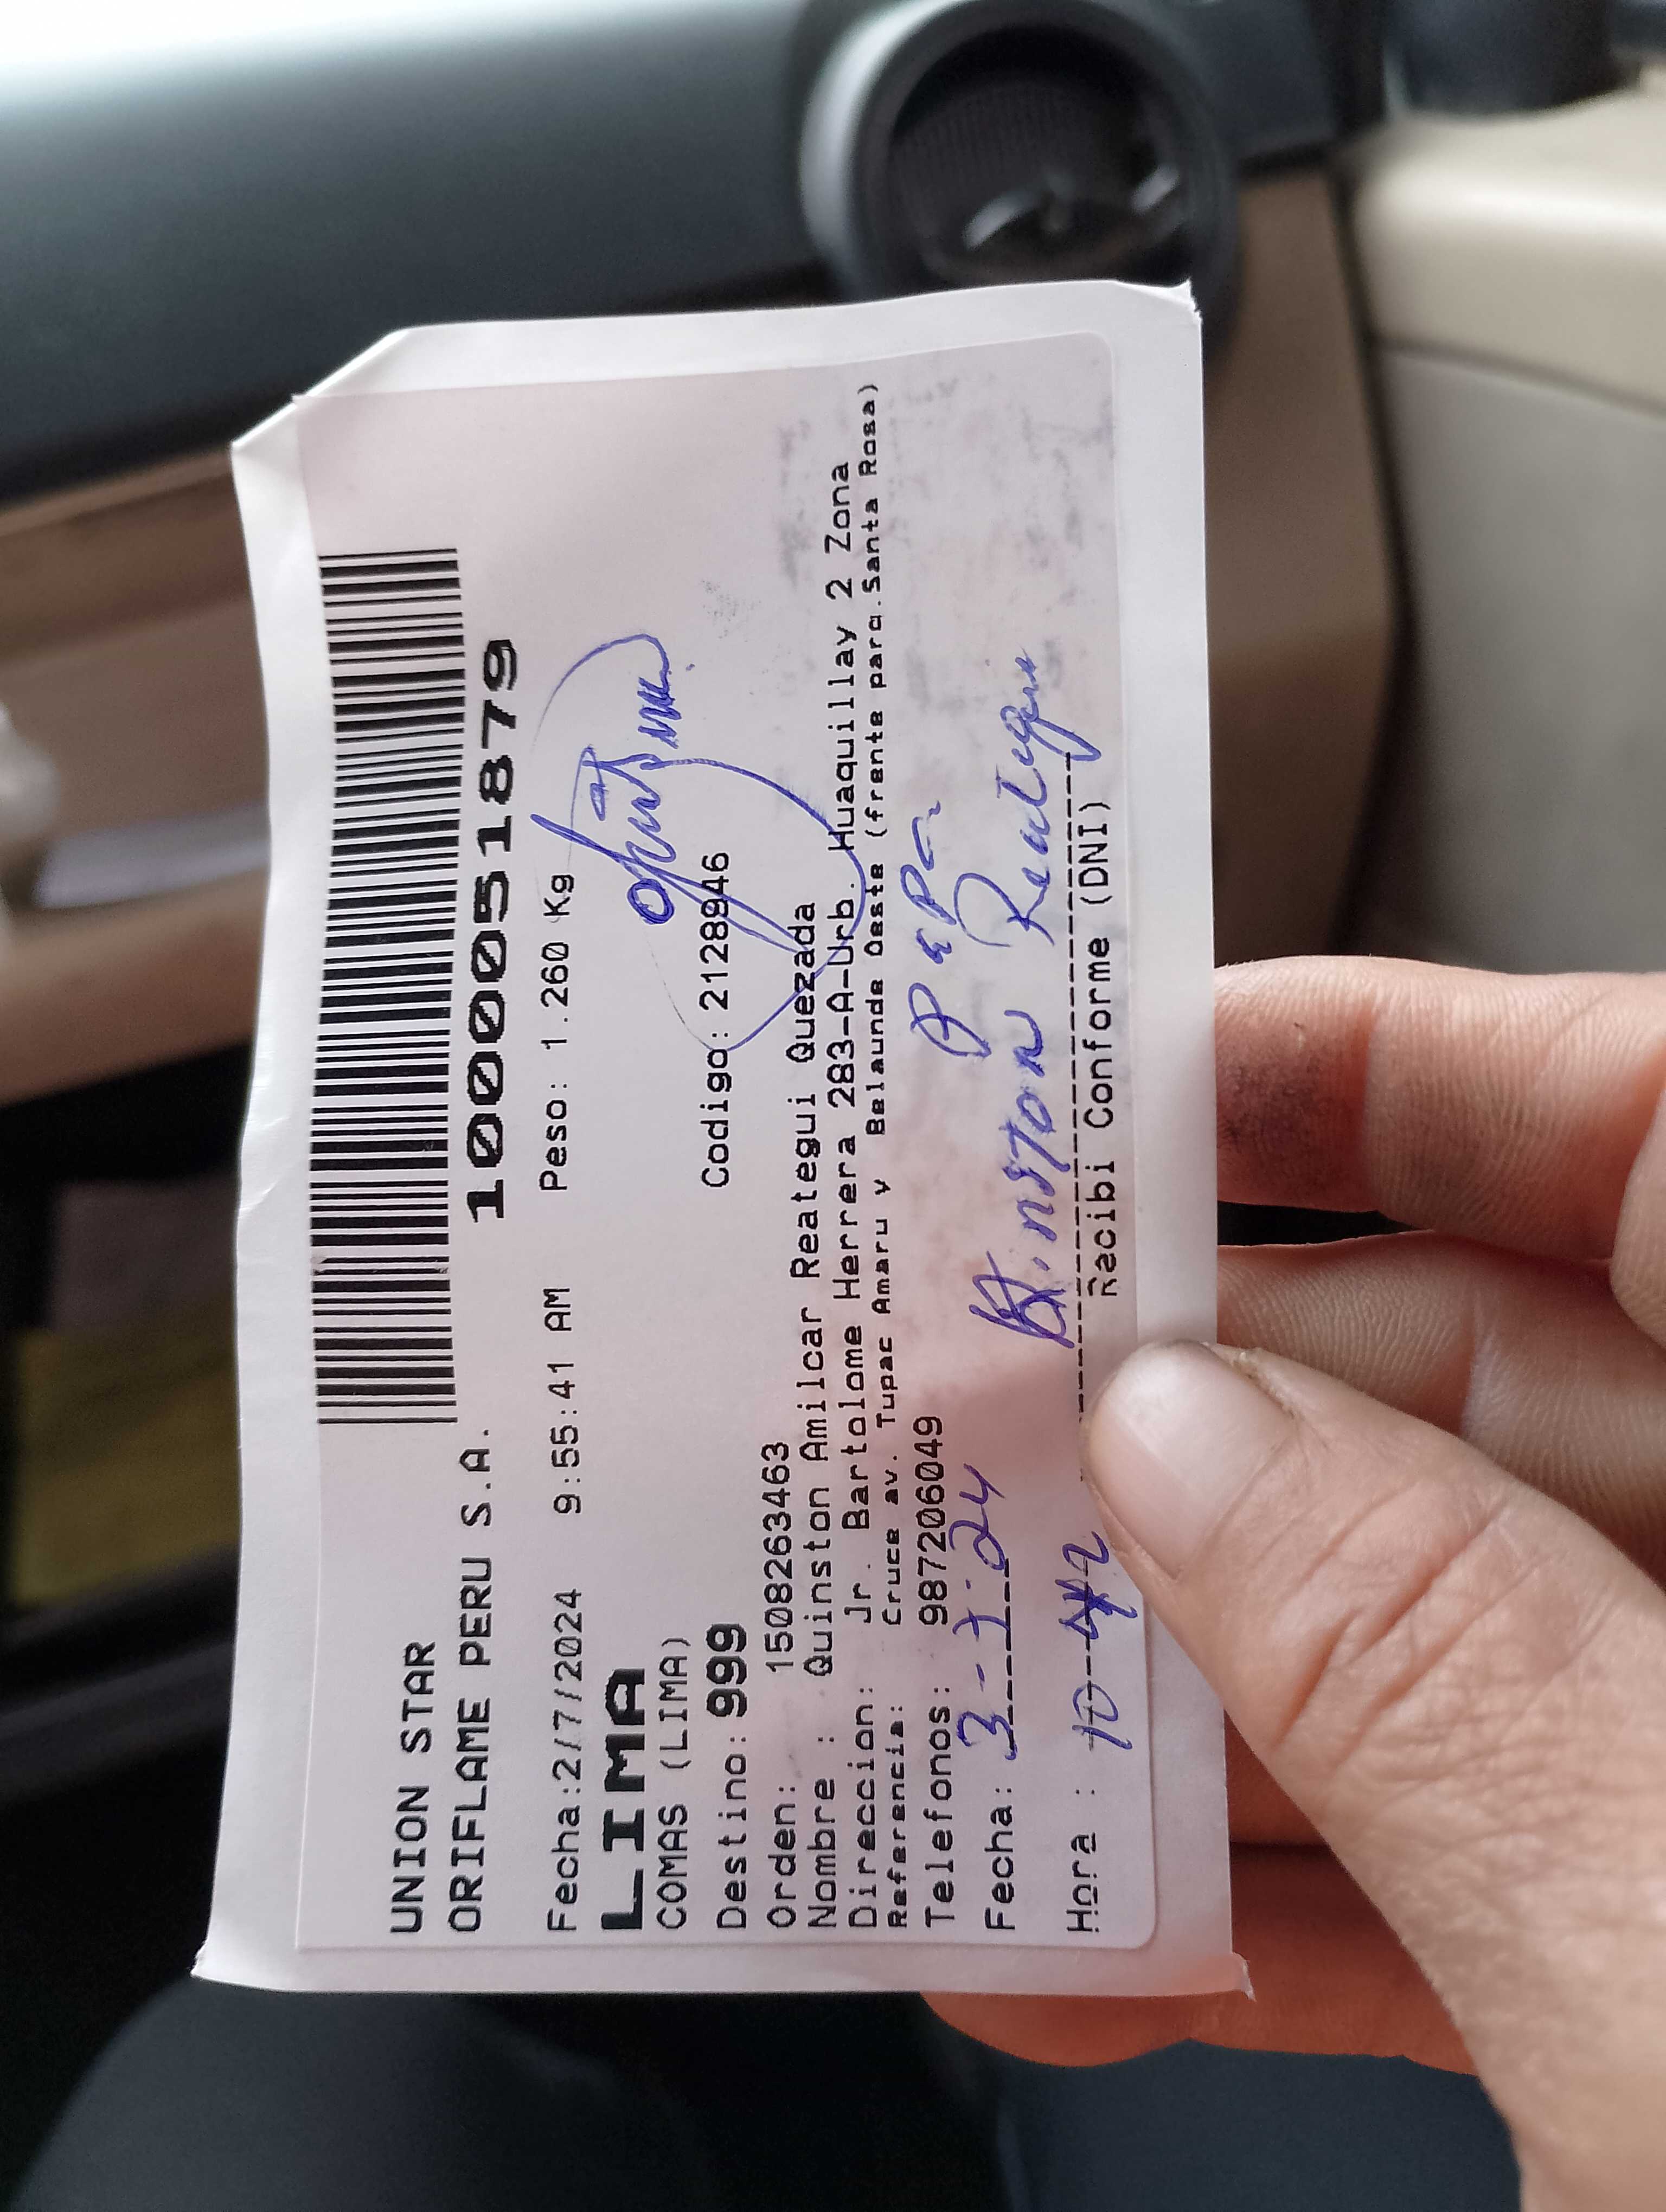 UNION STAR
ORIFLAME PERU S.A.
1000051879
Fecha:2/7/2024 9:55:41 AM Peso: 1.260 Kg
LIMA
COMAS (LIMA)
Destino: 999 Codigo: 2128946
Orden: 1508263463
Nombre : Quinston Amilcar Reategui Quezada
Direccion: Jr. Bartolome Herrera 283-A-Urb. Huaquillay 2 Zona
Referencia: Cruce av. Tupac Amaru y Belaunde Oeste (frente para.Santa Rosa)
Telefonos: 987206049
Fecha: 3-7-24
Hora : 10-42
Recibi Conforme (DNI)